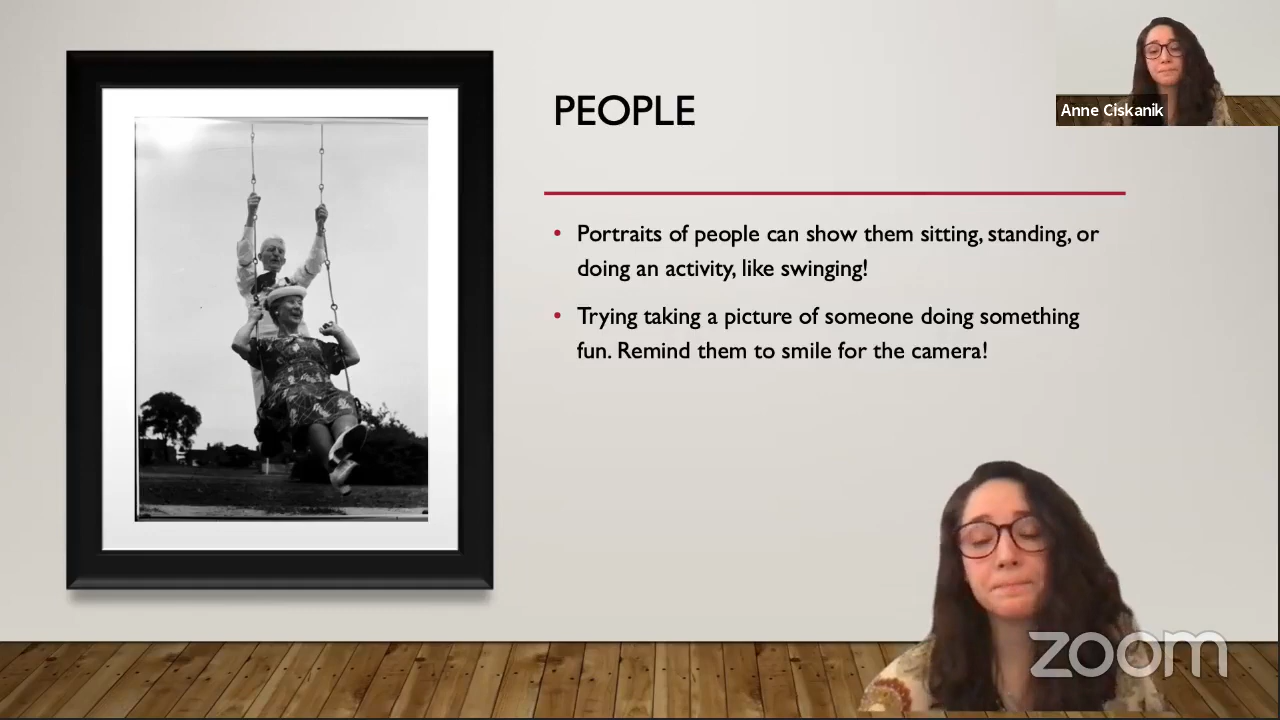 PEOPLE
Anne Ciskanik
• Portraits of people can show them sitting, standing, or
doing an activity, like swinging!
• Trying taking a picture of someone doing something
fun. Remind them to smile for the camera!
zoom